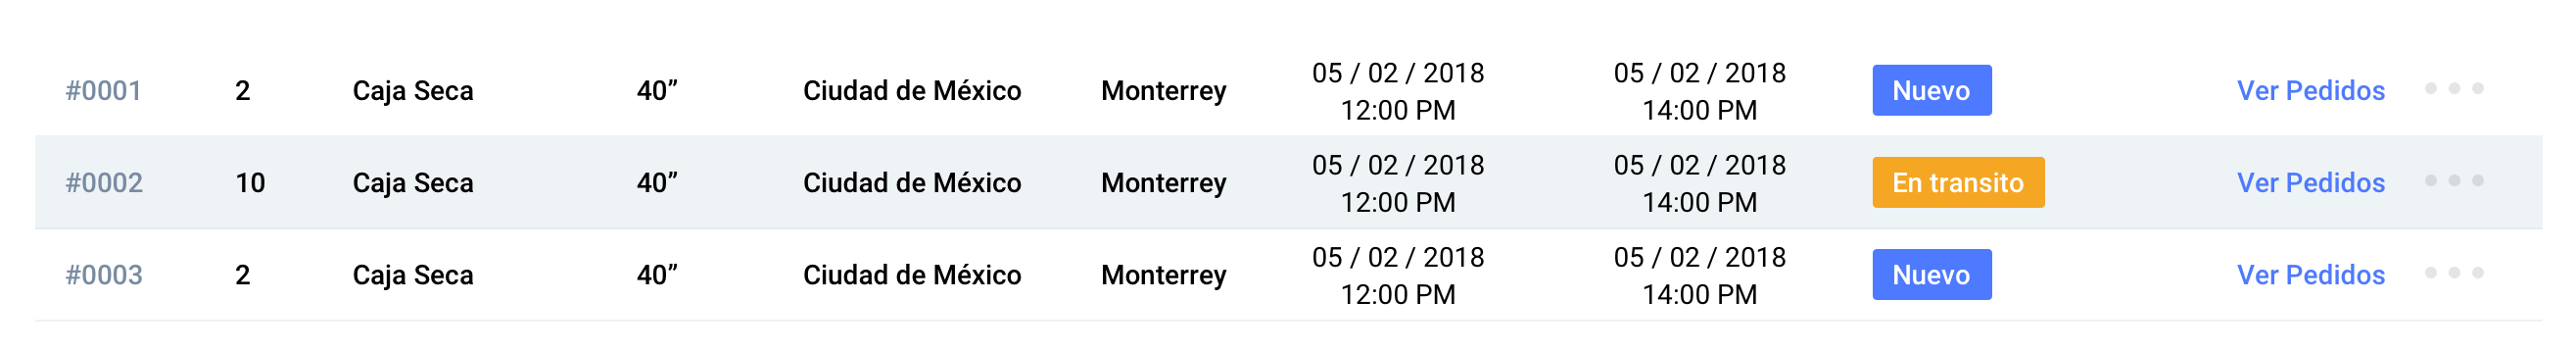 #0001 2 Caja Seca 40” Ciudad de México Monterrey 05 / 02 / 2018 05 / 02 / 2018 Nuevo Ver Pedidos
12:00 PM 14:00 PM
#0002 10 Caja Seca 40” Ciudad de México Monterrey 05 / 02 / 2018 05 / 02 / 2018 En transito Ver Pedidos
12:00 PM 14:00 PM
#0003 2 Caja Seca 40” Ciudad de México Monterrey 05 / 02 / 2018 05 / 02 / 2018 Nuevo Ver Pedidos
12:00 PM 14:00 PM